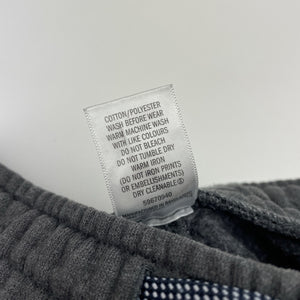 COTTON/POLYESTER
WASH BEFORE WEAR
WARM MACHINE WASH
WITH LIKE COLOURS
DO NOT BLEACH
DO NOT TUMBLE DRY
WARM IRON
(DO NOT IRON PRINTS
OR EMBELLISHMENTS)
DRY CLEANABLE Ⓟ
59670940